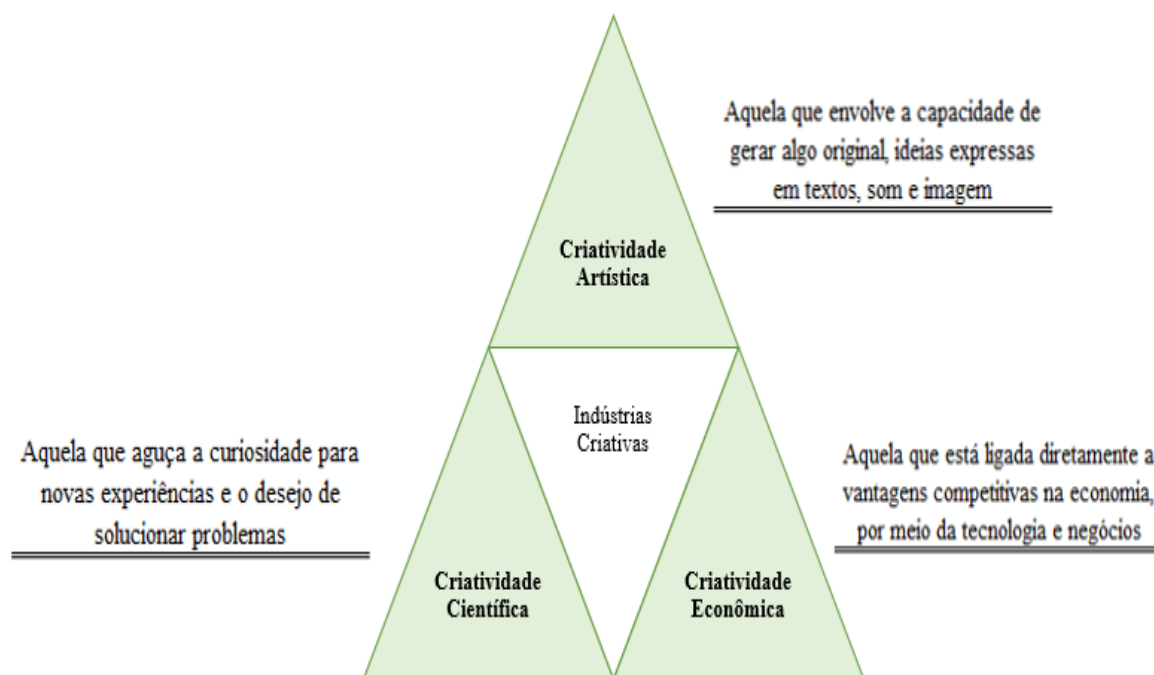 Aquela que envolve a capacidade de
gerar algo original, ideias expressas
em textos, som e imagem
Criatividade
Artística
Indústrias
Criativas
Aquela que aguça a curiosidade para
novas experiências e o desejo de
solucionar problemas
Aquela que está ligada diretamente a
vantagens competitivas na economia,
por meio da tecnologia e negócios
Criatividade
Científica
Criatividade
Econômica